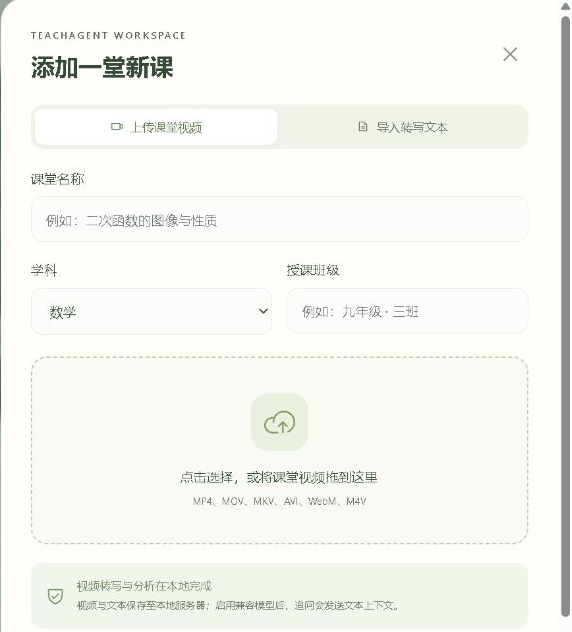 TEACHAGENT WORKSPACE
添加一堂新课
上传课堂视频
导入转写文本
课堂名称
例如：二次函数的图像与性质
学科
授课班级
数学
例如：九年级 · 三班
点击选择，或将课堂视频拖到这里
MP4、MOV、MKV、AVI、WebM、M4V
视频转写与分析在本地完成
视频与文本保存至本地服务器；启用兼容模型后，追问会发送文本上下文。